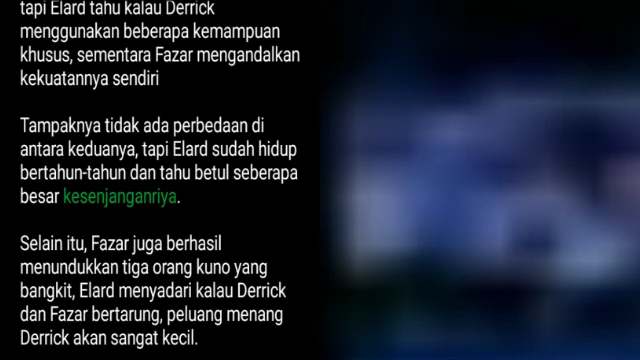 tapi Elard tahu kalau Derrick
menggunakan beberapa kemampuan
khusus, sementara Fazar mengandalkan
kekuatannya sendiri
Tampaknya tidak ada perbedaan di
antara keduanya, tapi Elard sudah hidup
bertahun-tahun dan tahu betul seberapa
besar kesenjanganriya.
Selain itu, Fazar juga berhasil
menundukkan tiga orang kuno yang
bangkit, Elard menyadari kalau Derrick
dan Fazar bertarung, peluang menang
Derrick akan sangat kecil.